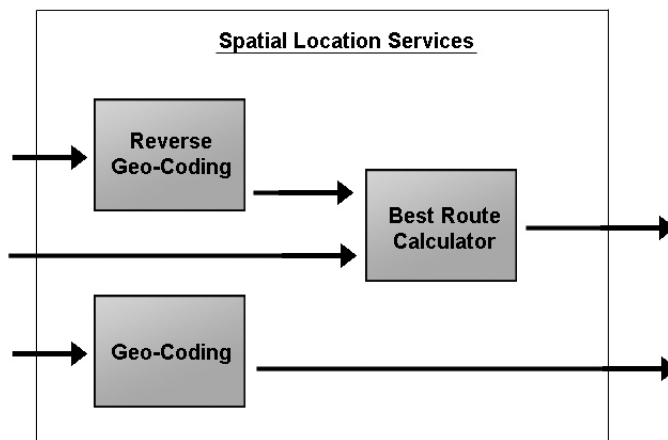 Spatial Location Services
Reverse
Geo-Coding
Best Route
Calculator
Geo-Coding